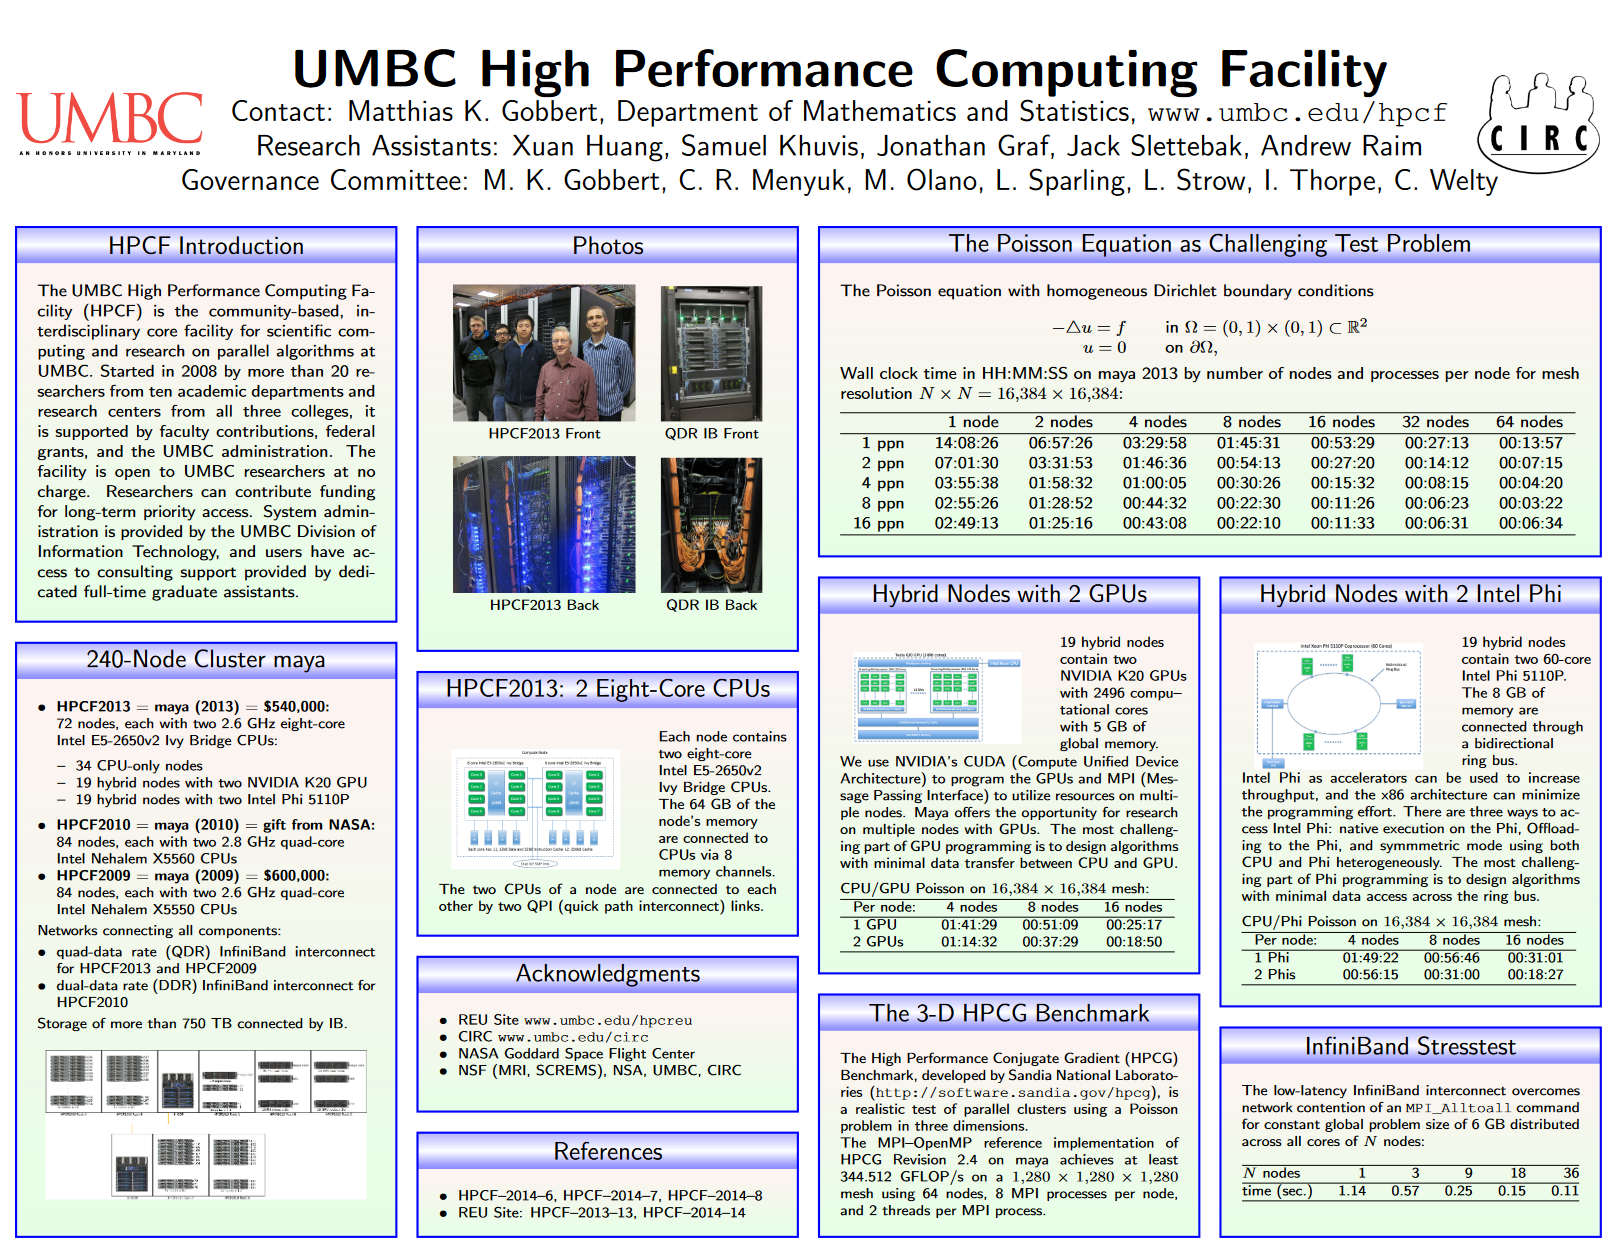 UMBC High Performance Computing Facility
UMBC
AN HONORS UNIVERSITY IN MARYLAND
Contact: Matthias K. Gobbert, Department of Mathematics and Statistics, www.umbc.edu/hpcf
Research Assistants: Xuan Huang, Samuel Khuvis, Jonathan Graf, Jack Slettebak, Andrew Raim
Governance Committee: M. K. Gobbert, C. R. Menyuk, M. Olano, L. Sparling, L. Strow, I. Thorpe, C. Welty
CIRC
HPCF Introduction
The UMBC High Performance Computing Fa-
cility (HPCF) is the community-based, in-
terdisciplinary core facility for scientific com-
puting and research on parallel algorithms at
UMBC. Started in 2008 by more than 20 re-
searchers from ten academic departments and
research centers from all three colleges, it
is supported by faculty contributions, federal
grants, and the UMBC administration. The
facility is open to UMBC researchers at no
charge. Researchers can contribute funding
for long-term priority access. System admin-
istration is provided by the UMBC Division of
Information Technology, and users have ac-
cess to consulting support provided by dedi-
cated full-time graduate assistants.
240-Node Cluster maya
• HPCF2013 = maya (2013) = $540,000:
72 nodes, each with two 2.6 GHz eight-core
Intel E5-2650v2 Ivy Bridge CPUs:
– 34 CPU-only nodes
– 19 hybrid nodes with two NVIDIA K20 GPU
– 19 hybrid nodes with two Intel Phi 5110P
• HPCF2010 = maya (2010) = gift from NASA:
84 nodes, each with two 2.8 GHz quad-core
Intel Nehalem X5560 CPUs
• HPCF2009 = maya (2009) = $600,000:
84 nodes, each with two 2.6 GHz quad-core
Intel Nehalem X5550 CPUs
Networks connecting all components:
• quad-data rate (QDR) InfiniBand interconnect
for HPCF2013 and HPCF2009
• dual-data rate (DDR) InfiniBand interconnect for
HPCF2010
Storage of more than 750 TB connected by IB.
Photos
HPCF2013 Front QDR IB Front
HPCF2013 Back QDR IB Back
HPCF2013: 2 Eight-Core CPUs
Compute Node
Each node contains
two eight-core
Intel E5-2650v2
Ivy Bridge CPUs.
The 64 GB of the
node's memory
are connected to
CPUs via 8
memory channels.
The two CPUs of a node are connected to each
other by two QPI (quick path interconnect) links.
Acknowledgments
• REU Site www.umbc.edu/hpcreu
• CIRC www.umbc.edu/circ
• NASA Goddard Space Flight Center
• NSF (MRI, SCREMS), NSA, UMBC, CIRC
References
• HPCF–2014–6, HPCF–2014–7, HPCF–2014–8
• REU Site: HPCF–2013–13, HPCF–2014–14
The Poisson Equation as Challenging Test Problem
The Poisson equation with homogeneous Dirichlet boundary conditions
−△u = f in Ω = (0, 1) × (0, 1) ⊂ ℝ²
u = 0 on ∂Ω,
Wall clock time in HH:MM:SS on maya 2013 by number of nodes and processes per node for mesh
resolution N × N = 16,384 × 16,384:
1 node 2 nodes 4 nodes 8 nodes 16 nodes 32 nodes 64 nodes
1 ppn 14:08:26 06:57:26 03:29:58 01:45:31 00:53:29 00:27:13 00:13:57
2 ppn 07:01:30 03:31:53 01:46:36 00:54:13 00:27:20 00:14:12 00:07:15
4 ppn 03:55:38 01:58:32 01:00:05 00:30:26 00:15:32 00:08:15 00:04:20
8 ppn 02:55:26 01:28:52 00:44:32 00:22:30 00:11:26 00:06:23 00:03:22
16 ppn 02:49:13 01:25:16 00:43:08 00:22:10 00:11:33 00:06:31 00:06:34
Hybrid Nodes with 2 GPUs
19 hybrid nodes
contain two
NVIDIA K20 GPUs
with 2496 compu–
tational cores
with 5 GB of
global memory.
We use NVIDIA's CUDA (Compute Unified Device
Architecture) to program the GPUs and MPI (Mes-
sage Passing Interface) to utilize resources on multi-
ple nodes. Maya offers the opportunity for research
on multiple nodes with GPUs. The most challeng-
ing part of GPU programming is to design algorithms
with minimal data transfer between CPU and GPU.
CPU/GPU Poisson on 16,384 × 16,384 mesh:
Per node: 4 nodes 8 nodes 16 nodes
1 GPU 01:41:29 00:51:09 00:25:17
2 GPUs 01:14:32 00:37:29 00:18:50
The 3-D HPCG Benchmark
The High Performance Conjugate Gradient (HPCG)
Benchmark, developed by Sandia National Laborato-
ries (http://software.sandia.gov/hpcg), is
a realistic test of parallel clusters using a Poisson
problem in three dimensions.
The MPI–OpenMP reference implementation of
HPCG Revision 2.4 on maya achieves at least
344.512 GFLOP/s on a 1,280 × 1,280 × 1,280
mesh using 64 nodes, 8 MPI processes per node,
and 2 threads per MPI process.
Hybrid Nodes with 2 Intel Phi
Intel Xeon Phi 5110P Coprocessor (60 Cores)
19 hybrid nodes
contain two 60-core
Intel Phi 5110P.
The 8 GB of
memory are
connected through
a bidirectional
ring bus.
Intel Phi as accelerators can be used to increase
throughput, and the x86 architecture can minimize
the programming effort. There are three ways to ac-
cess Intel Phi: native execution on the Phi, Offload-
ing to the Phi, and symmmetric mode using both
CPU and Phi heterogeneously. The most challeng-
ing part of Phi programming is to design algorithms
with minimal data access across the ring bus.
CPU/Phi Poisson on 16,384 × 16,384 mesh:
Per node: 4 nodes 8 nodes 16 nodes
1 Phi 01:49:22 00:56:46 00:31:01
2 Phis 00:56:15 00:31:00 00:18:27
InfiniBand Stresstest
The low-latency InfiniBand interconnect overcomes
network contention of an MPI_Alltoall command
for constant global problem size of 6 GB distributed
across all cores of N nodes:
N nodes 1 3 9 18 36
time (sec.) 1.14 0.57 0.25 0.15 0.11